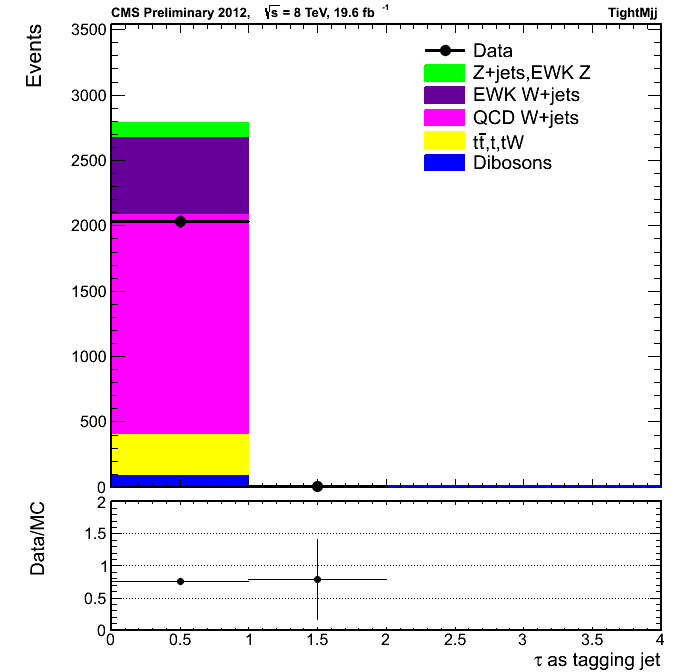 CMS Preliminary 2012, √s = 8 TeV, 19.6 fb⁻¹ TightMjj
Events
3500
3000
2500
2000
1500
1000
500
0
Data
Z+jets,EWK Z
EWK W+jets
QCD W+jets
tt̅,t,tW
Dibosons
Data/MC
2
1.5
1
0.5
0
0 0.5 1 1.5 2 2.5 3 3.5 4
τ as tagging jet